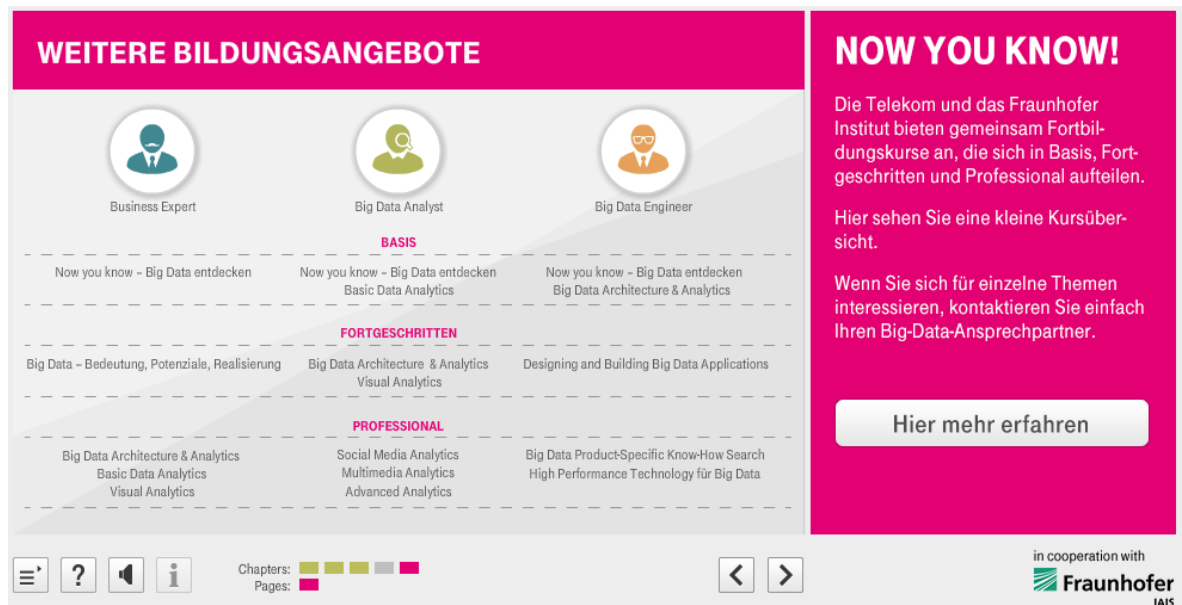 WEITERE BILDUNGSANGEBOTE
Business Expert
Big Data Analyst
Big Data Engineer
BASIS
Now you know – Big Data entdecken
Now you know – Big Data entdecken
Basic Data Analytics
Now you know – Big Data entdecken
Big Data Architecture & Analytics
FORTGESCHRITTEN
Big Data – Bedeutung, Potenziale, Realisierung
Big Data Architecture & Analytics
Visual Analytics
Designing and Building Big Data Applications
PROFESSIONAL
Big Data Architecture & Analytics
Basic Data Analytics
Visual Analytics
Social Media Analytics
Multimedia Analytics
Advanced Analytics
Big Data Product-Specific Know-How Search
High Performance Technology für Big Data
NOW YOU KNOW!
Die Telekom und das Fraunhofer
Institut bieten gemeinsam Fortbil-
dungskurse an, die sich in Basis, Fort-
geschritten und Professional aufteilen.
Hier sehen Sie eine kleine Kursüber-
sicht.
Wenn Sie sich für einzelne Themen
interessieren, kontaktieren Sie einfach
Ihren Big-Data-Ansprechpartner.
Hier mehr erfahren
?
i
Chapters:
Pages:
in cooperation with
Fraunhofer
IAIS